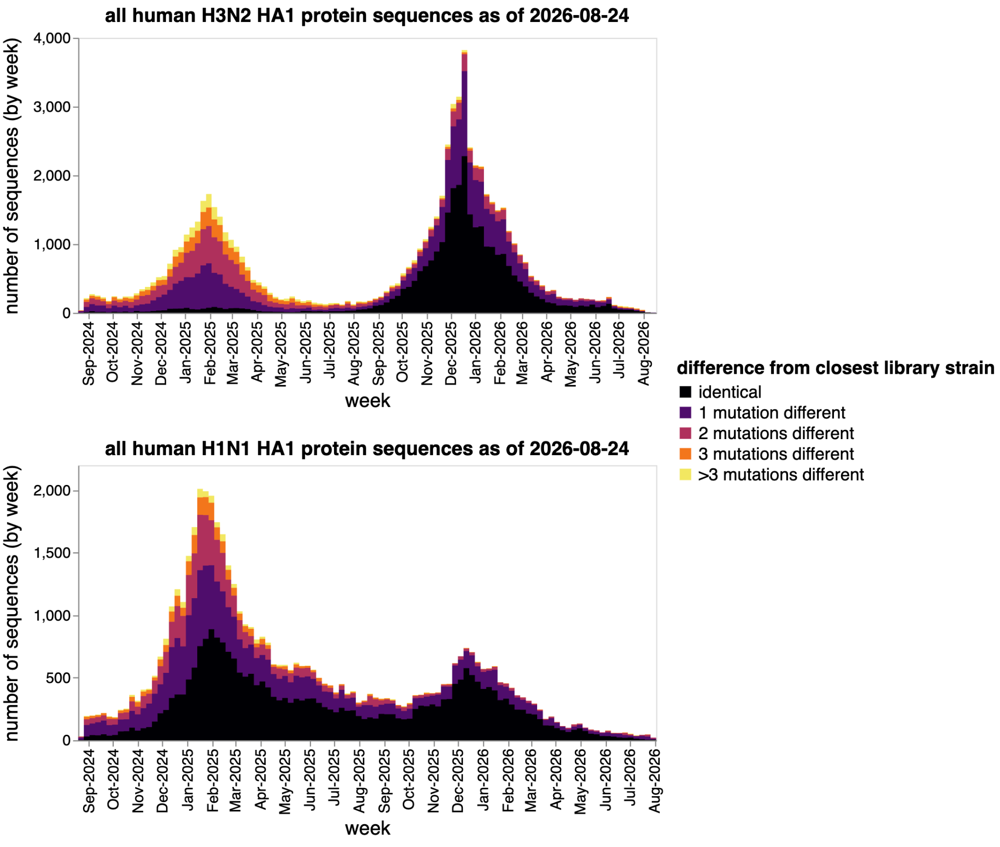 all human H3N2 HA1 protein sequences as of 2026-08-24
number of sequences (by week)
4,000
3,000
2,000
1,000
0
Sep-2024
Oct-2024
Nov-2024
Dec-2024
Jan-2025
Feb-2025
Mar-2025
Apr-2025
May-2025
Jun-2025
Jul-2025
Aug-2025
Sep-2025
Oct-2025
Nov-2025
Dec-2025
Jan-2026
Feb-2026
Mar-2026
Apr-2026
May-2026
Jun-2026
Jul-2026
Aug-2026
week
difference from closest library strain
identical
1 mutation different
2 mutations different
3 mutations different
>3 mutations different
all human H1N1 HA1 protein sequences as of 2026-08-24
number of sequences (by week)
2,000
1,500
1,000
500
0
Sep-2024
Oct-2024
Nov-2024
Dec-2024
Jan-2025
Feb-2025
Mar-2025
Apr-2025
May-2025
Jun-2025
Jul-2025
Aug-2025
Sep-2025
Oct-2025
Nov-2025
Dec-2025
Jan-2026
Feb-2026
Mar-2026
Apr-2026
May-2026
Jun-2026
Jul-2026
Aug-2026
week